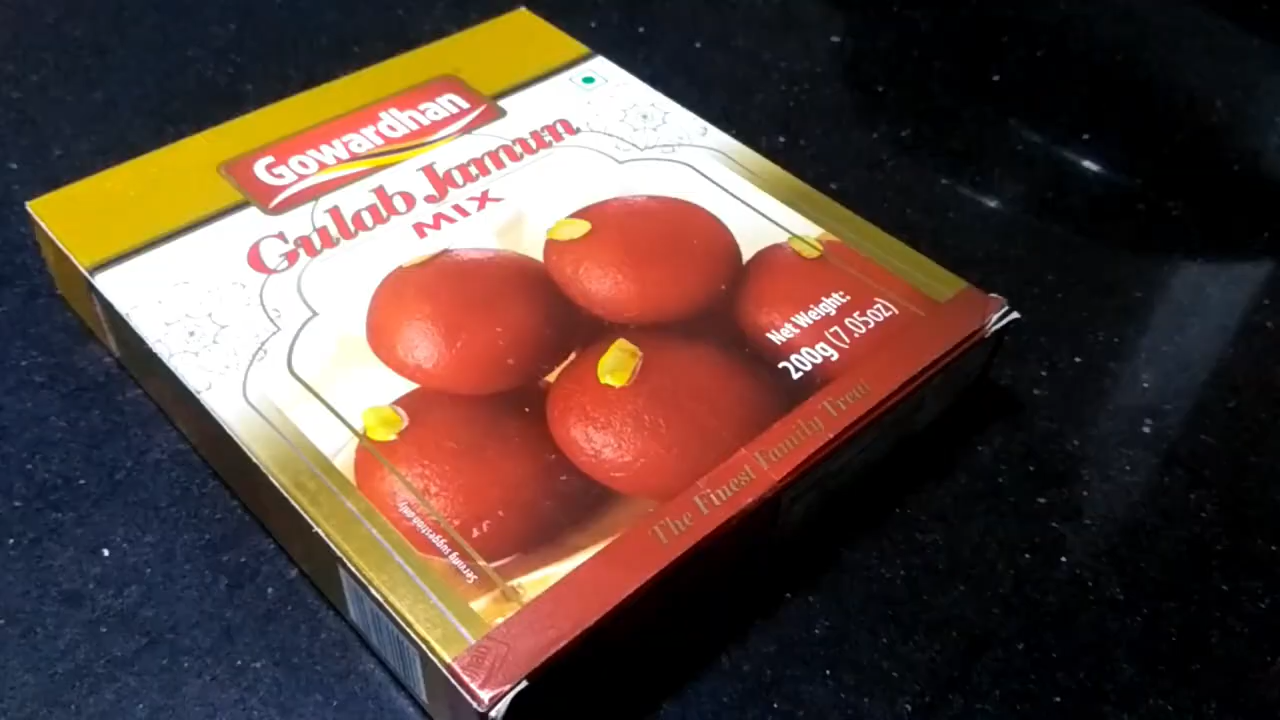 Gowardhan
Gulab Jamun
MIX
Net Weight:
200g (7.05oz)
The Finest Family Treat
Serving suggestion only